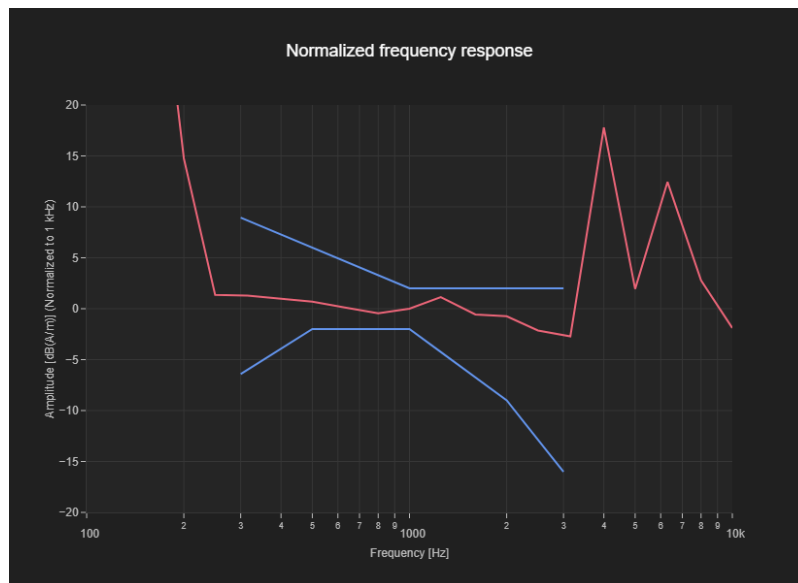 Normalized frequency response
Amplitude [dB(A/m)] (Normalized to 1 kHz)
20
15
10
5
0
−5
−10
−15
−20
100 2 3 4 5 6 7 8 9 1000 2 3 4 5 6 7 8 9 10k
Frequency [Hz]